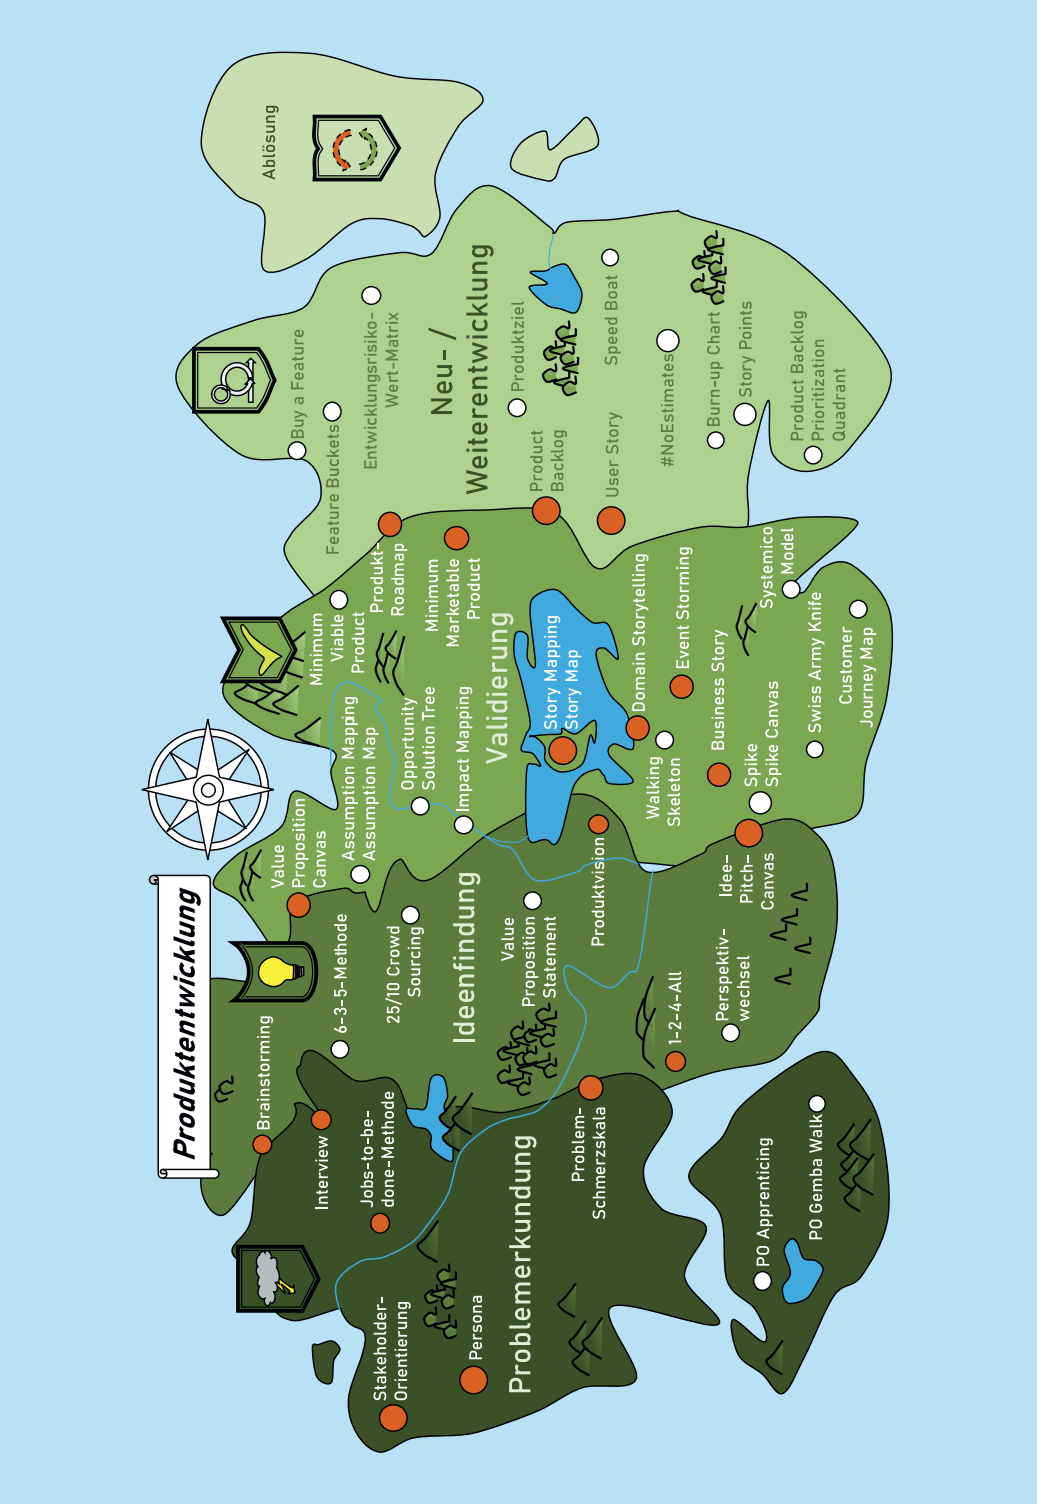 Produktentwicklung
Problemerkundung
Stakeholder-
Orientierung
Persona
Interview
Jobs-to-be-
done-Methode
Problem-
Schmerzskala
PO Apprenticing
PO Gemba Walk
Ideenfindung
Brainstorming
6-3-5-Methode
25/10 Crowd
Sourcing
Value
Proposition
Statement
Produktvision
1-2-4-All
Perspektiv-
wechsel
Idee-
Pitch-
Canvas
Validierung
Value
Proposition
Canvas
Assumption Mapping
Assumption Map
Opportunity
Solution Tree
Impact Mapping
Minimum
Viable
Product
Produkt-
Roadmap
Minimum
Marketable
Product
Story Mapping
Story Map
Domain Storytelling
Walking
Skeleton
Event Storming
Business Story
Spike
Spike Canvas
Systemico
Model
Swiss Army Knife
Customer
Journey Map
Neu- /
Weiterentwicklung
Buy a Feature
Feature Buckets
Entwicklungsrisiko-
Wert-Matrix
Produktziel
Product
Backlog
User Story
Speed Boat
#NoEstimates
Burn-up Chart
Story Points
Product Backlog
Prioritization
Quadrant
Ablösung